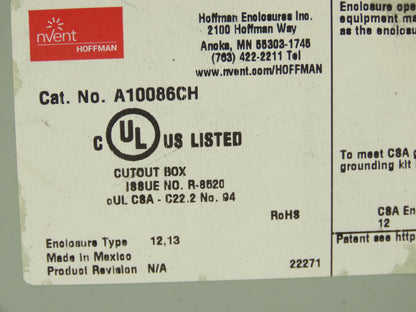 nvent
HOFFMAN
Hoffman Enclosures Inc.
2100 Hoffman Way
Anoka, MN 55303-1745
(763) 422-2211 Tel
www.nvent.com/HOFFMAN
Cat. No. A10086CH
C UL US LISTED
CUTOUT BOX
ISSUE NO. R-8520
cUL CSA - C22.2 No. 94
RoHS
Enclosure Type 12,13
Made in Mexico
Product Revision N/A
22271
Enclosure ope
equipment ma
as the enclosu
To meet CSA
grounding kit
CSA En
12
Patent see http